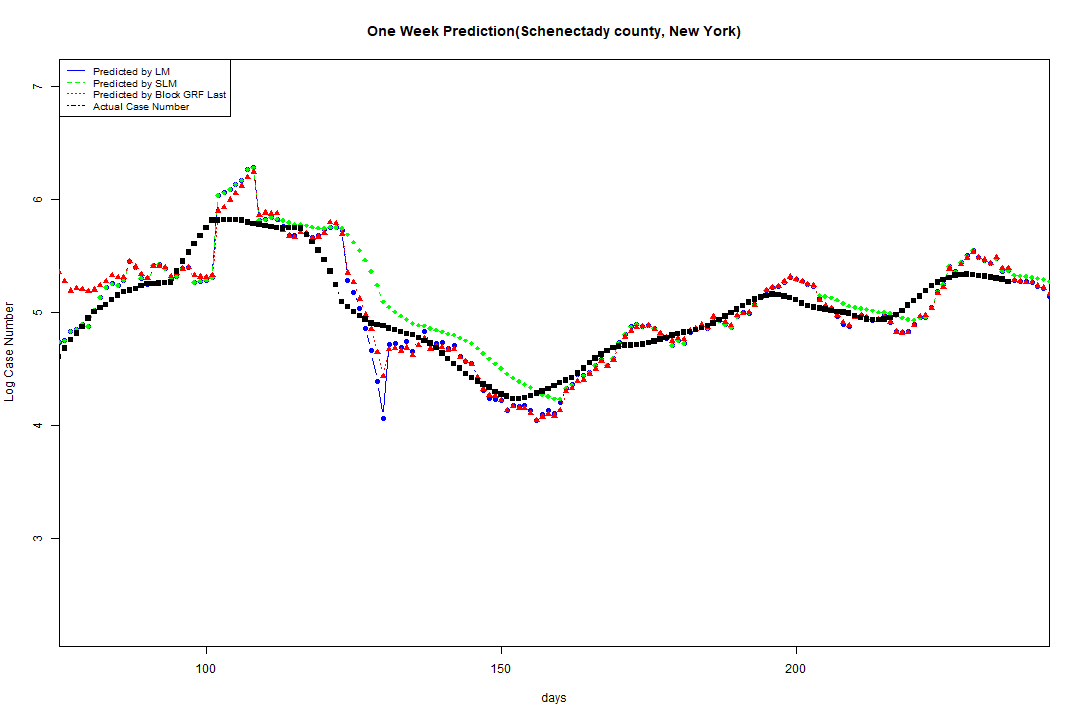 One Week Prediction(Schenectady county, New York)
Predicted by LM
Predicted by SLM
Predicted by Block GRF Last
Actual Case Number
7
6
5
4
3
Log Case Number
100
150
200
days